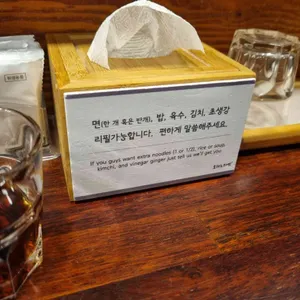 면(한 개 혹은 반개), 밥, 육수, 김치, 초생강
리필가능합니다. 편하게 말씀해주세요.
If you guys want extra noodles (1 or 1/2), rice or soup,
kimchi, and vinegar ginger just tell us we'll get you